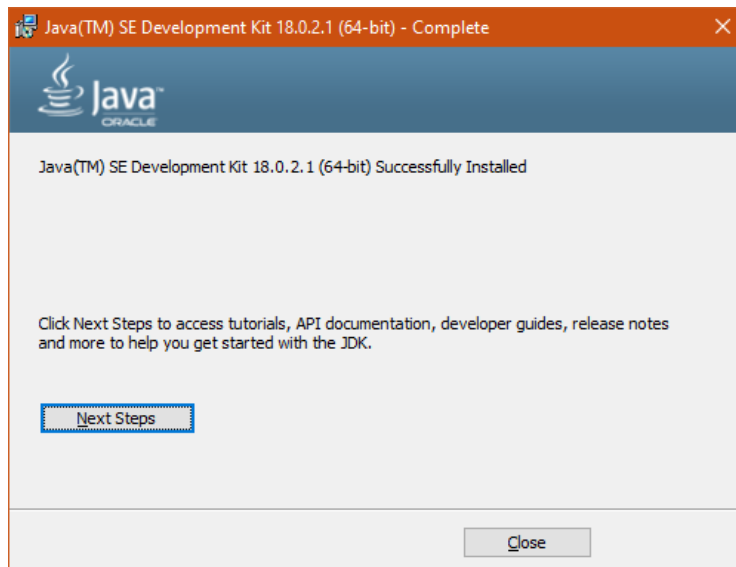 Java(TM) SE Development Kit 18.0.2.1 (64-bit) - Complete
Java™
ORACLE
Java(TM) SE Development Kit 18.0.2.1 (64-bit) Successfully Installed
Click Next Steps to access tutorials, API documentation, developer guides, release notes
and more to help you get started with the JDK.
Next Steps
Close